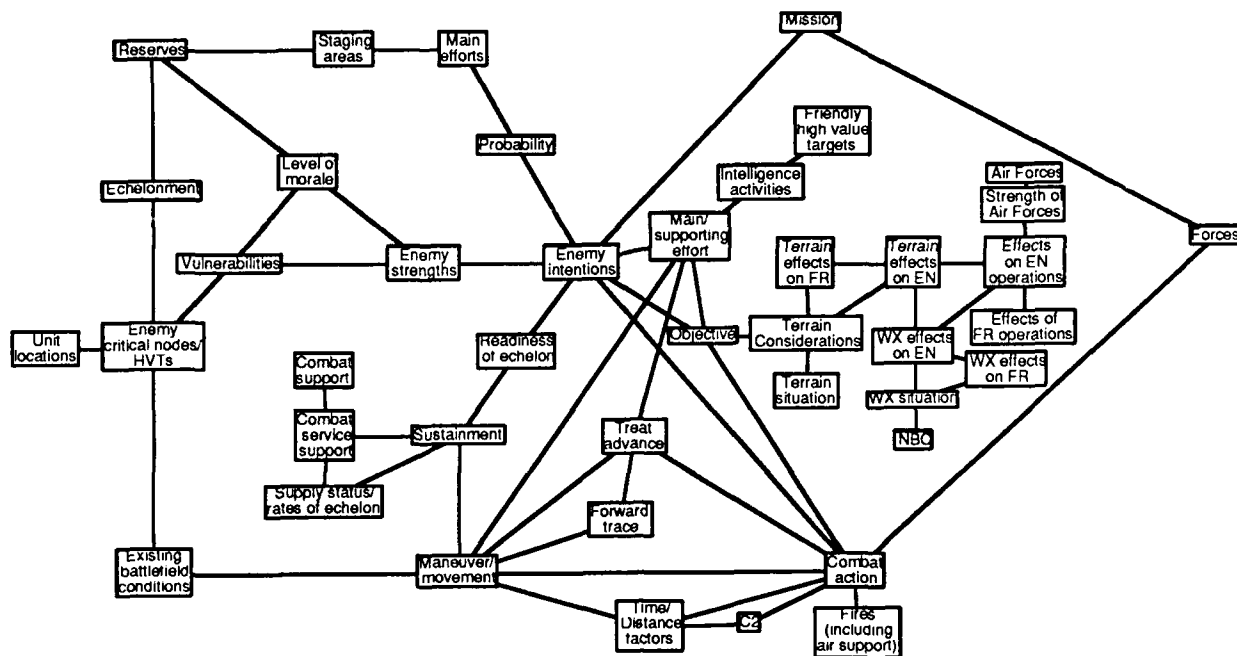 Mission
Reserves
Staging
areas
Main
efforts
Probability
Friendly
high value
targets
Level of
morale
Intelligence
activities
Air Forces
Echelonment
Strength of
Air Forces
Main/
supporting
effort
Forces
Vulnerabilities
Enemy
strengths
Enemy
intentions
Terrain
effects
on FR
Terrain
effects
on EN
Effects
on EN
operations
Unit
locations
Enemy
critical nodes/
HVTs
Readiness
of echelon
Objective
Terrain
Considerations
Effects of
FR operations
WX effects
on EN
WX effects
on FR
Combat
support
Terrain
situation
WX situation
Combat
service
support
Sustainment
Treat
advance
NBC
Supply status/
rates of echelon
Forward
trace
Existing
battlefield
conditions
Maneuver/
movement
Combat
action
Time/
Distance
factors
C2
Fires
(including
air support)